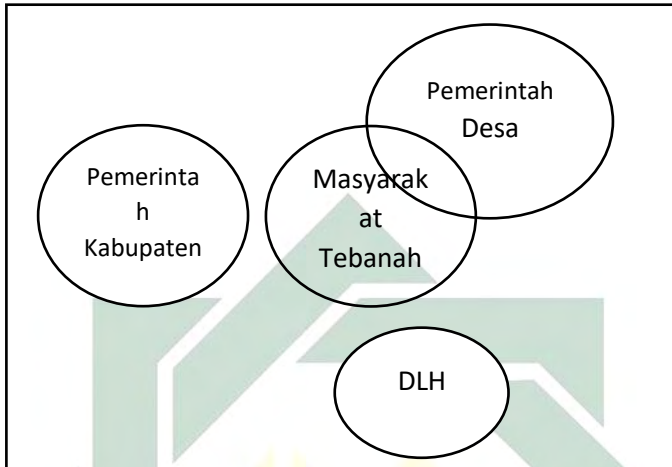 Pemerintah
Desa
Pemerinta
h
Kabupaten
Masyarak
at
Tebanah
DLH